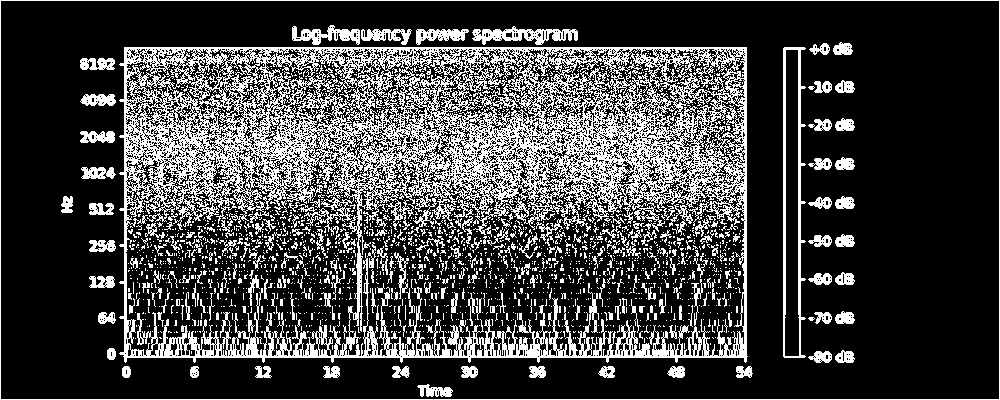 Log-frequency power spectrogram
8192
4096
2048
1024
512
256
128
64
0
Hz
0 6 12 18 24 30 36 42 48 54
Time
+0 dB
-10 dB
-20 dB
-30 dB
-40 dB
-50 dB
-60 dB
-70 dB
-80 dB